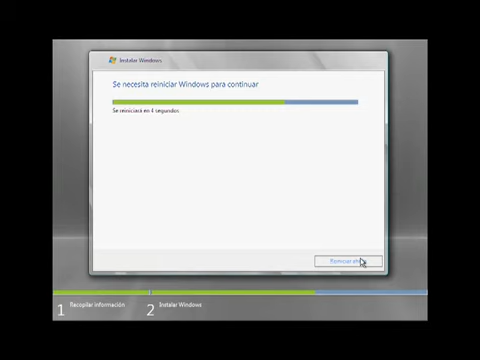 Instalar Windows
Se necesita reiniciar Windows para continuar
Se reiniciará en 4 segundos.
Reiniciar
1 Recopilar información
2 Instalar Windows